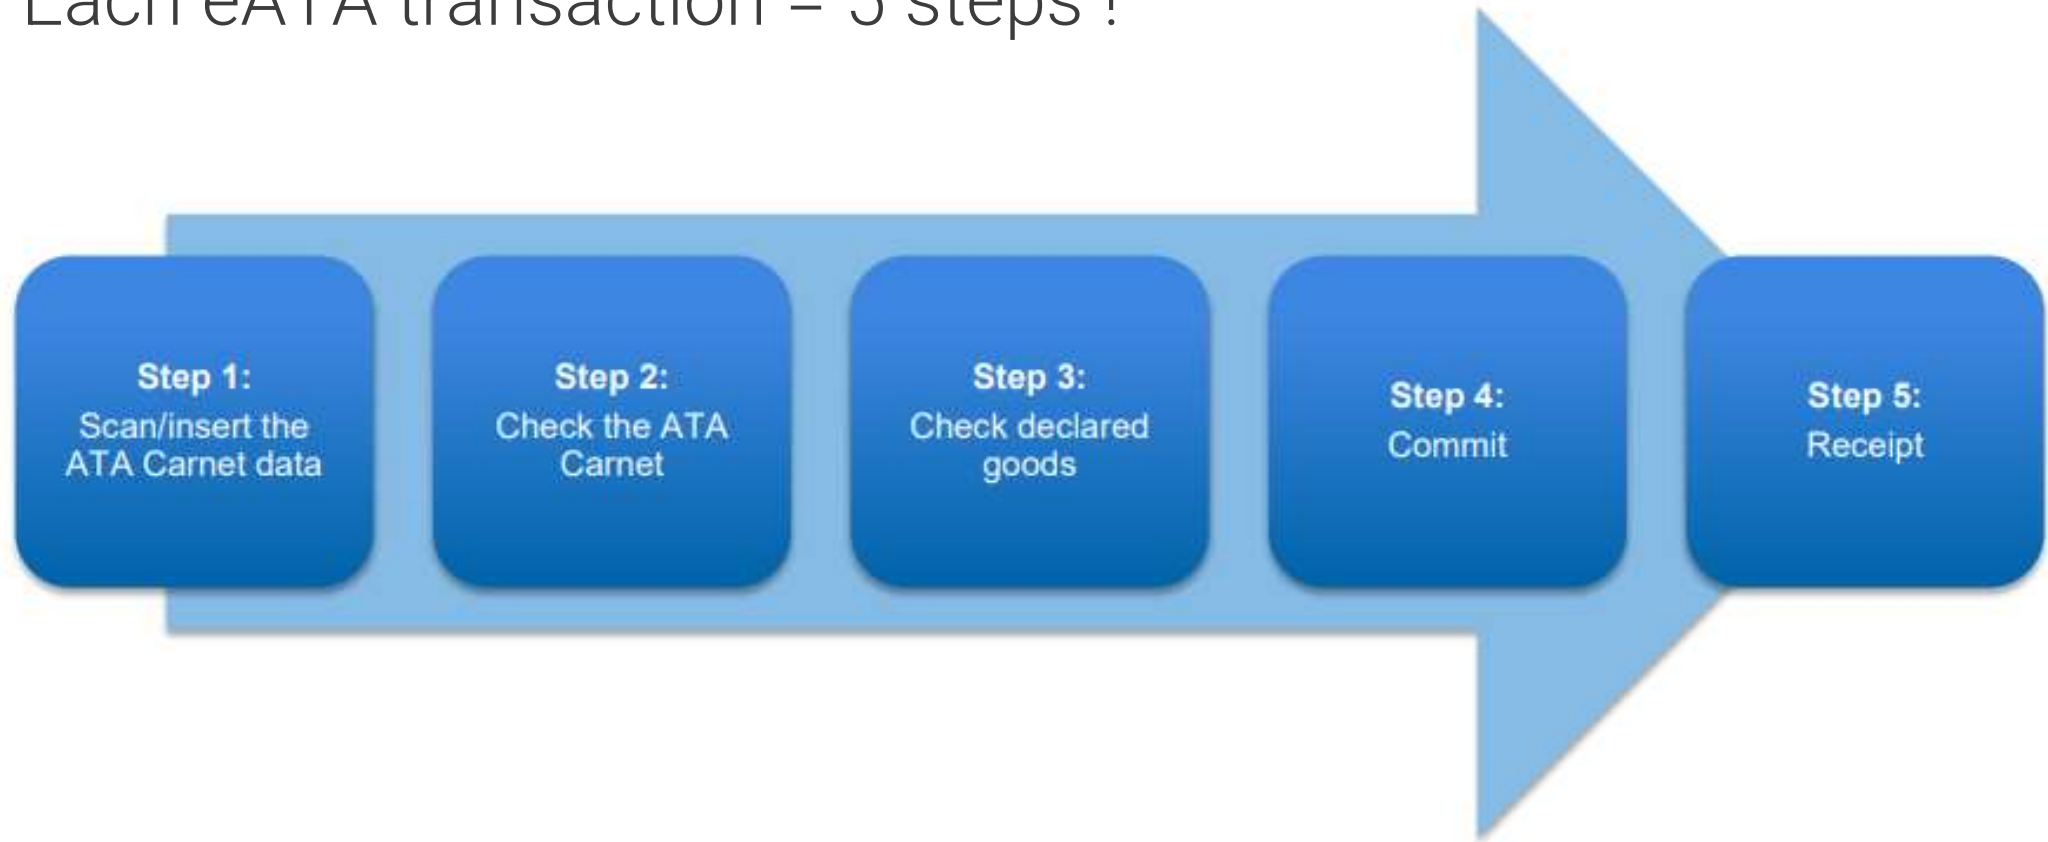 Each eATA transaction = 5 steps !
Step 1:
Scan/insert the
ATA Carnet data
Step 2:
Check the ATA
Carnet
Step 3:
Check declared
goods
Step 4:
Commit
Step 5:
Receipt